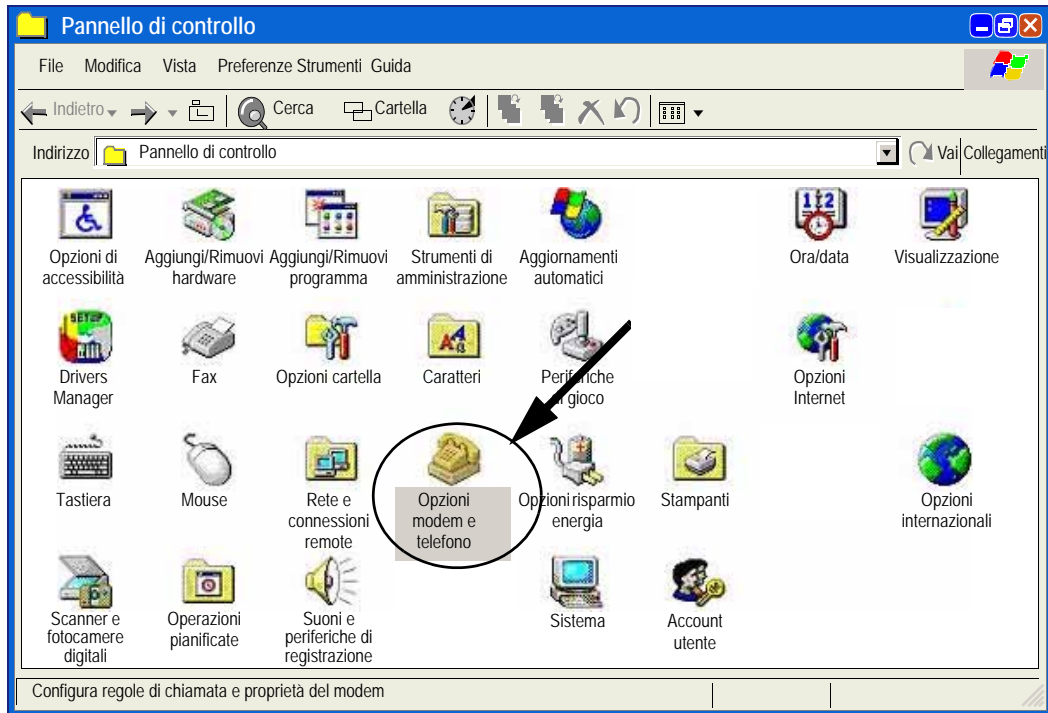 Pannello di controllo
File Modifica Vista Preferenze Strumenti Guida
Indietro Cerca Cartella
Indirizzo Pannello di controllo Vai Collegamenti
Opzioni di accessibilità
Aggiungi/Rimuovi hardware
Aggiungi/Rimuovi programma
Strumenti di amministrazione
Aggiornamenti automatici
12
Ora/data
Visualizzazione
SETUP
Drivers Manager
Fax
Opzioni cartella
Caratteri
Periferiche di gioco
Opzioni Internet
Tastiera
Mouse
Rete e connessioni remote
Opzioni modem e telefono
Opzioni risparmio energia
Stampanti
Opzioni internazionali
Scanner e fotocamere digitali
Operazioni pianificate
Suoni e periferiche di registrazione
Sistema
Account utente
Configura regole di chiamata e proprietà del modem